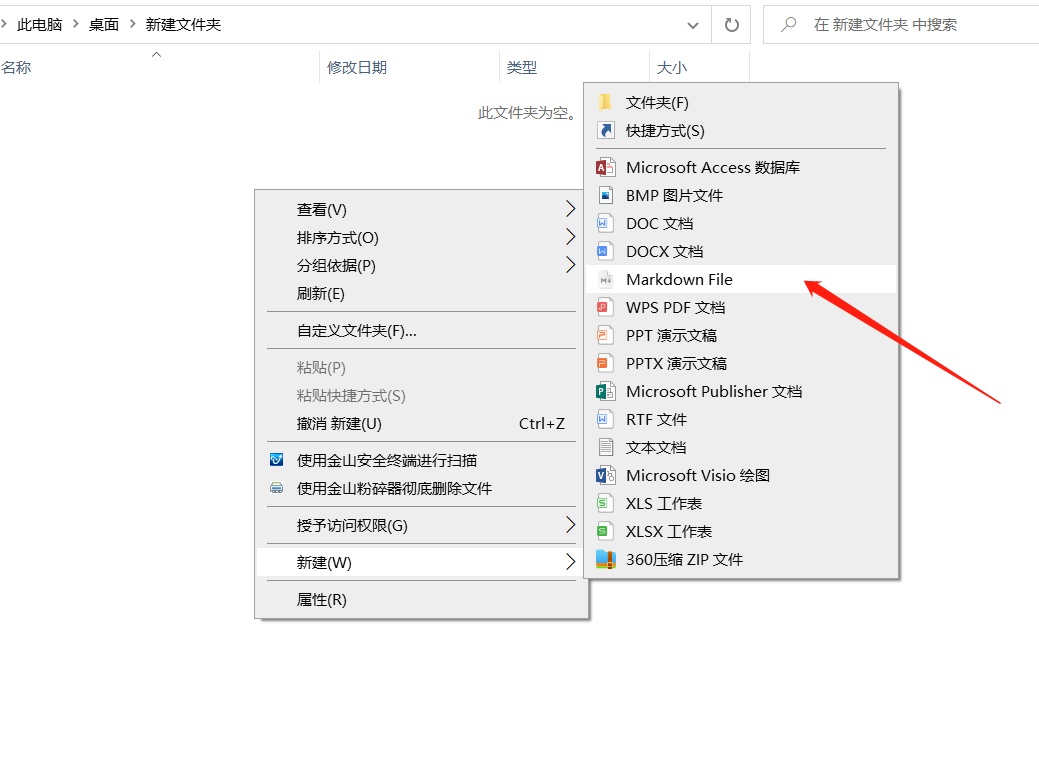 此电脑 桌面 新建文件夹 在 新建文件夹 中搜索
名称 修改日期 类型 大小
此文件夹为空。
查看(V)
排序方式(O)
分组依据(P)
刷新(E)
自定义文件夹(F)...
粘贴(P)
粘贴快捷方式(S)
撤消 新建(U) Ctrl+Z
使用金山安全终端进行扫描
使用金山粉碎器彻底删除文件
授予访问权限(G)
新建(W)
属性(R)
文件夹(F)
快捷方式(S)
Microsoft Access 数据库
BMP 图片文件
DOC 文档
DOCX 文档
Markdown File
WPS PDF 文档
PPT 演示文稿
PPTX 演示文稿
Microsoft Publisher 文档
RTF 文件
文本文档
Microsoft Visio 绘图
XLS 工作表
XLSX 工作表
360压缩 ZIP 文件